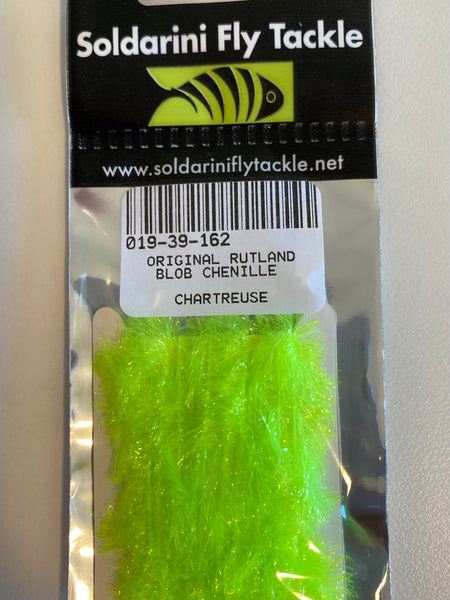 Soldarini Fly Tackle
www.soldariniflytackle.net
019-39-162
ORIGINAL RUTLAND
BLOB CHENILLE
CHARTREUSE